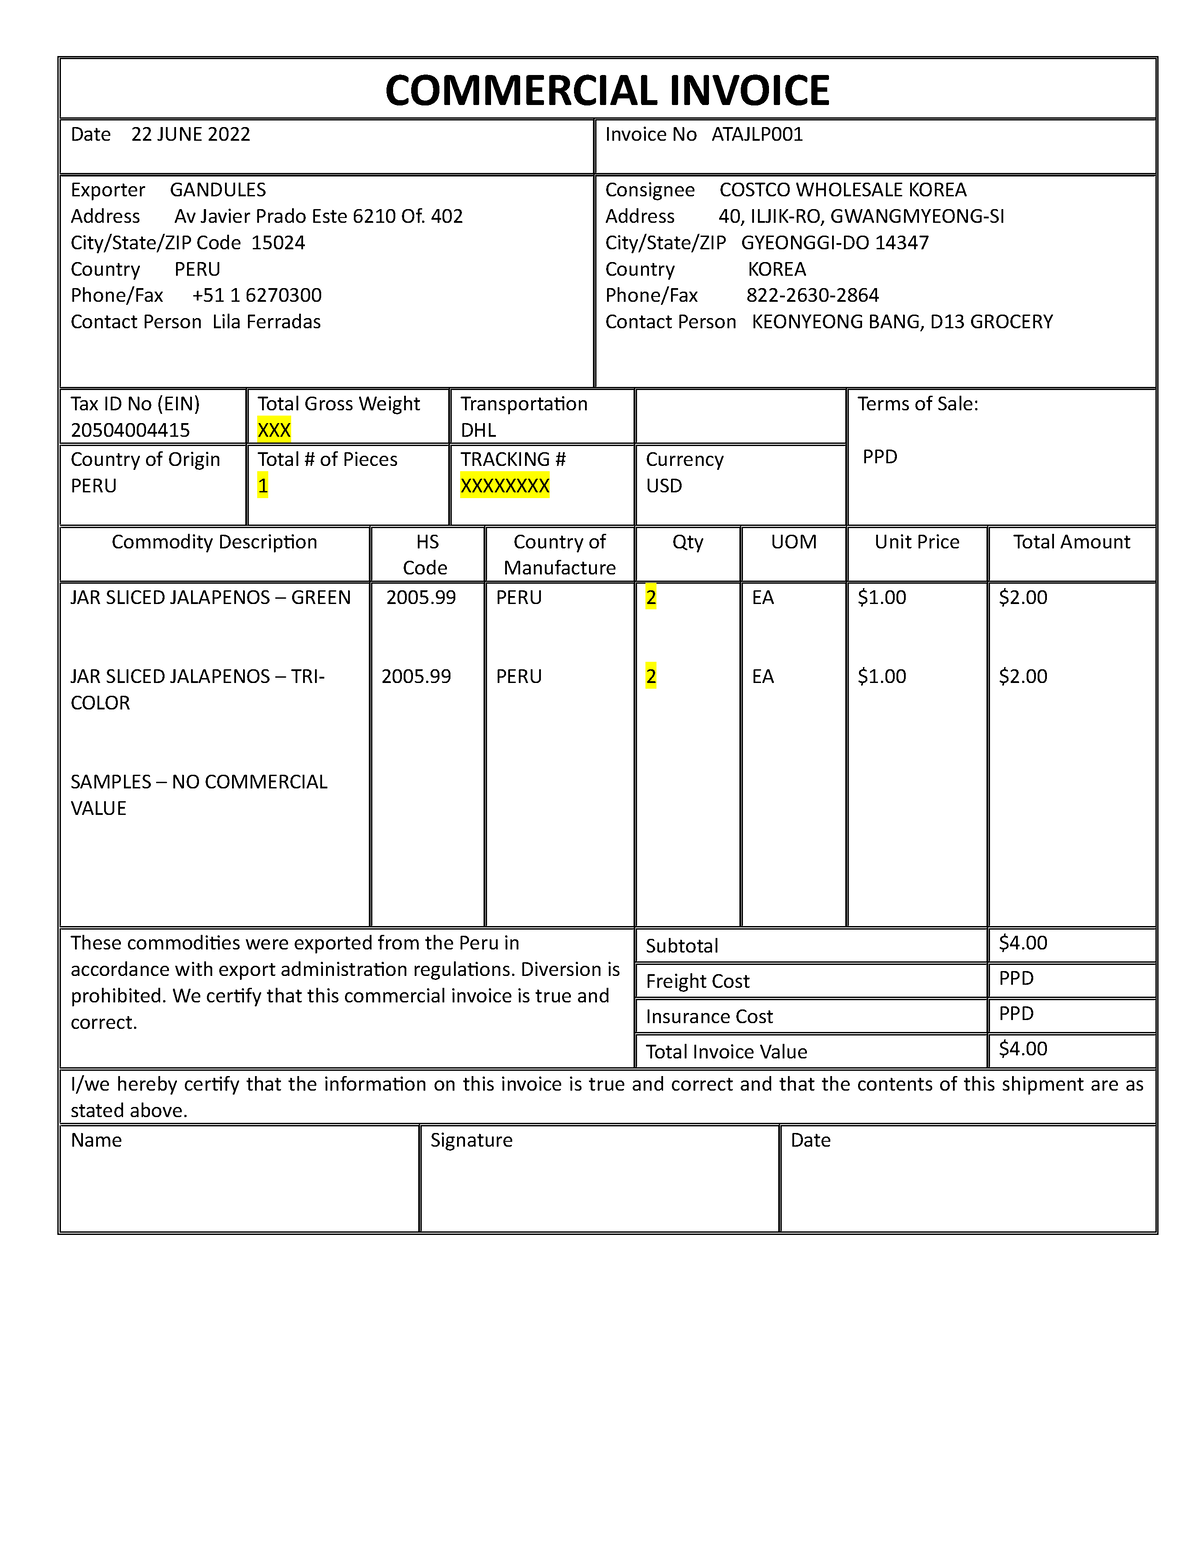 COMMERCIAL INVOICE
Date 22 JUNE 2022
Invoice No ATAJLP001
Exporter GANDULES
Address Av Javier Prado Este 6210 Of. 402
City/State/ZIP Code 15024
Country PERU
Phone/Fax +51 1 6270300
Contact Person Lila Ferradas
Consignee COSTCO WHOLESALE KOREA
Address 40, ILJIK-RO, GWANGMYEONG-SI
City/State/ZIP GYEONGGI-DO 14347
Country KOREA
Phone/Fax 822-2630-2864
Contact Person KEONYEONG BANG, D13 GROCERY
Tax ID No (EIN)
20504004415
Total Gross Weight
XXX
Transportation
DHL
Terms of Sale:
PPD
Country of Origin
PERU
Total # of Pieces
1
TRACKING #
XXXXXXXX
Currency
USD
Commodity Description
HS
Code
Country of
Manufacture
Qty
UOM
Unit Price
Total Amount
JAR SLICED JALAPENOS – GREEN 2005.99 PERU 2 EA $1.00 $2.00
JAR SLICED JALAPENOS – TRI- 2005.99 PERU 2 EA $1.00 $2.00
COLOR
SAMPLES – NO COMMERCIAL
VALUE
These commodities were exported from the Peru in
accordance with export administration regulations. Diversion is
prohibited. We certify that this commercial invoice is true and
correct.
Subtotal $4.00
Freight Cost PPD
Insurance Cost PPD
Total Invoice Value $4.00
I/we hereby certify that the information on this invoice is true and correct and that the contents of this shipment are as
stated above.
Name
Signature
Date